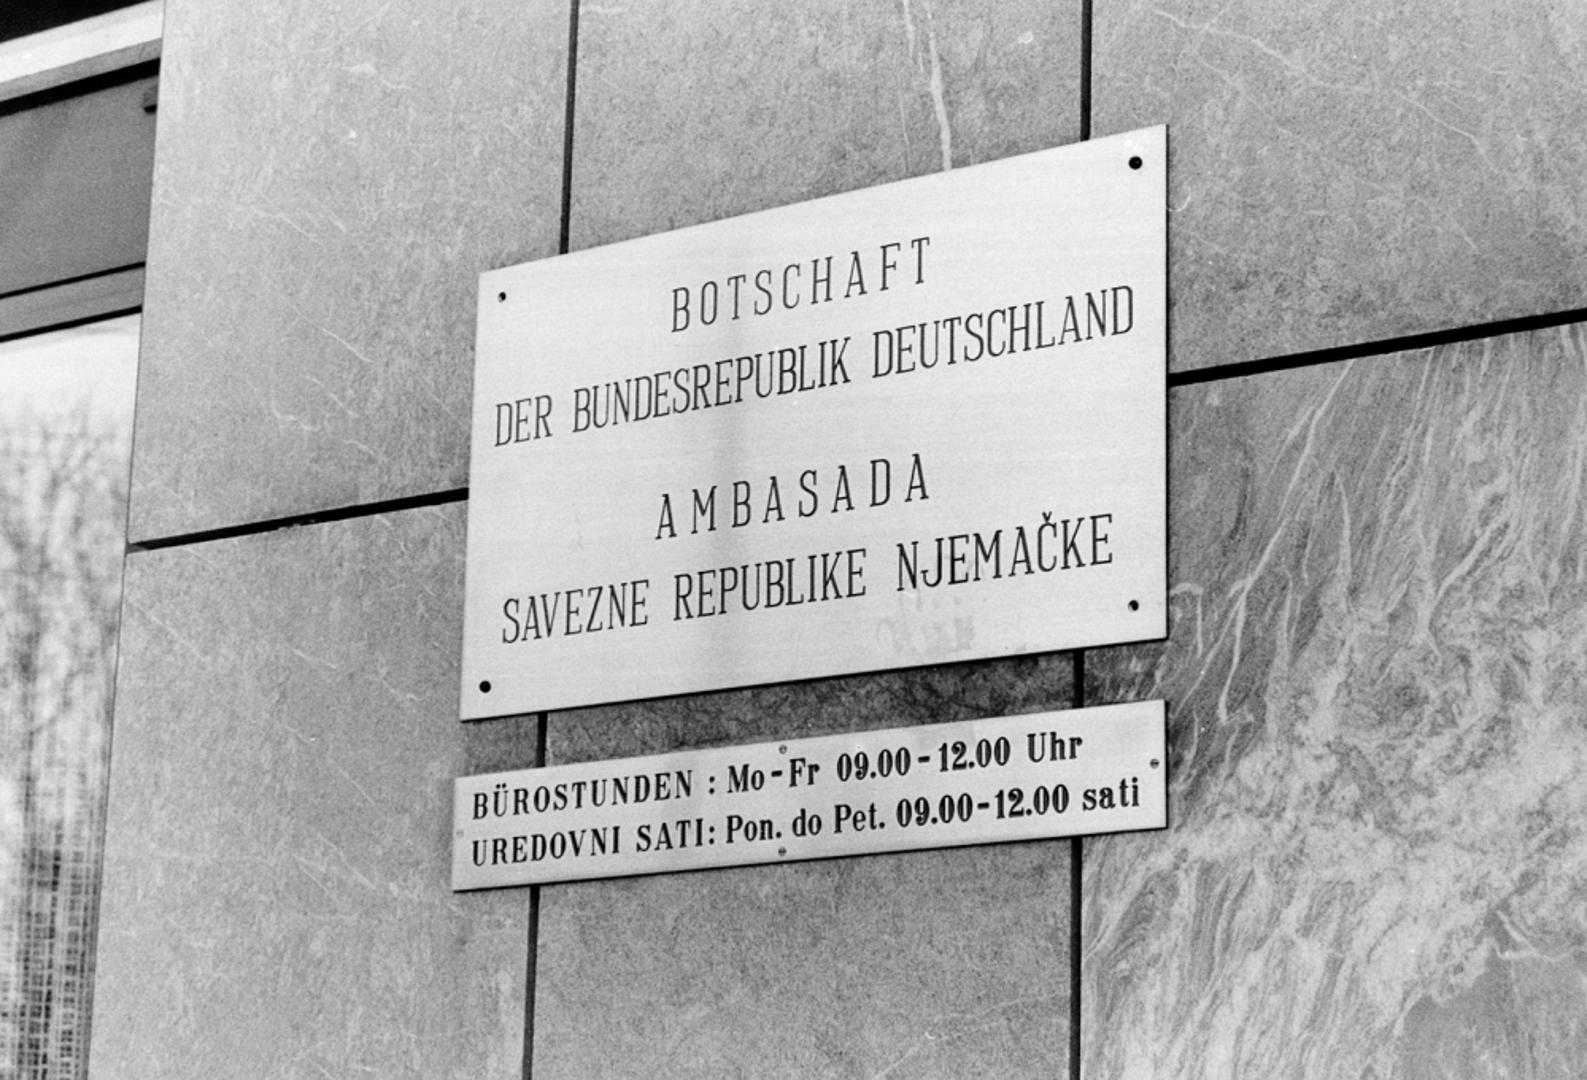 BOTSCHAFT
DER BUNDESREPUBLIK DEUTSCHLAND
AMBASADA
SAVEZNE REPUBLIKE NJEMAČKE
BÜROSTUNDEN : Mo-Fr 09.00-12.00 Uhr
UREDOVNI SATI: Pon. do Pet. 09.00-12.00 sati